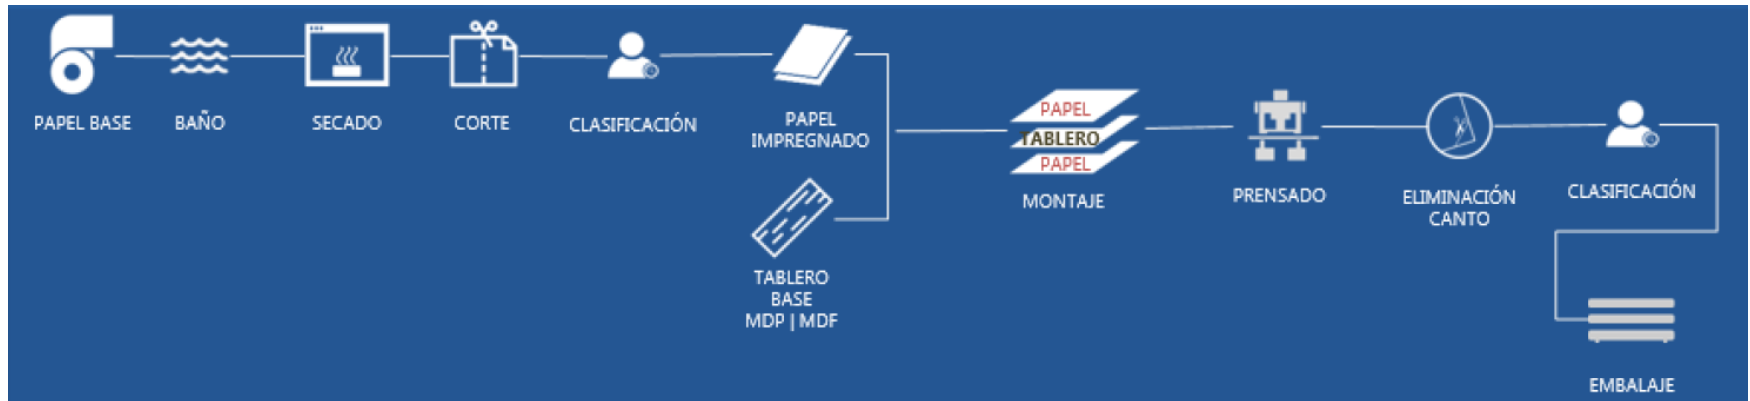 PAPEL BASE
BAÑO
SECADO
CORTE
CLASIFICACIÓN
PAPEL
IMPREGNADO
TABLERO
BASE
MDP | MDF
PAPEL
TABLERO
PAPEL
MONTAJE
PRENSADO
ELIMINACIÓN
CANTO
CLASIFICACIÓN
EMBALAJE